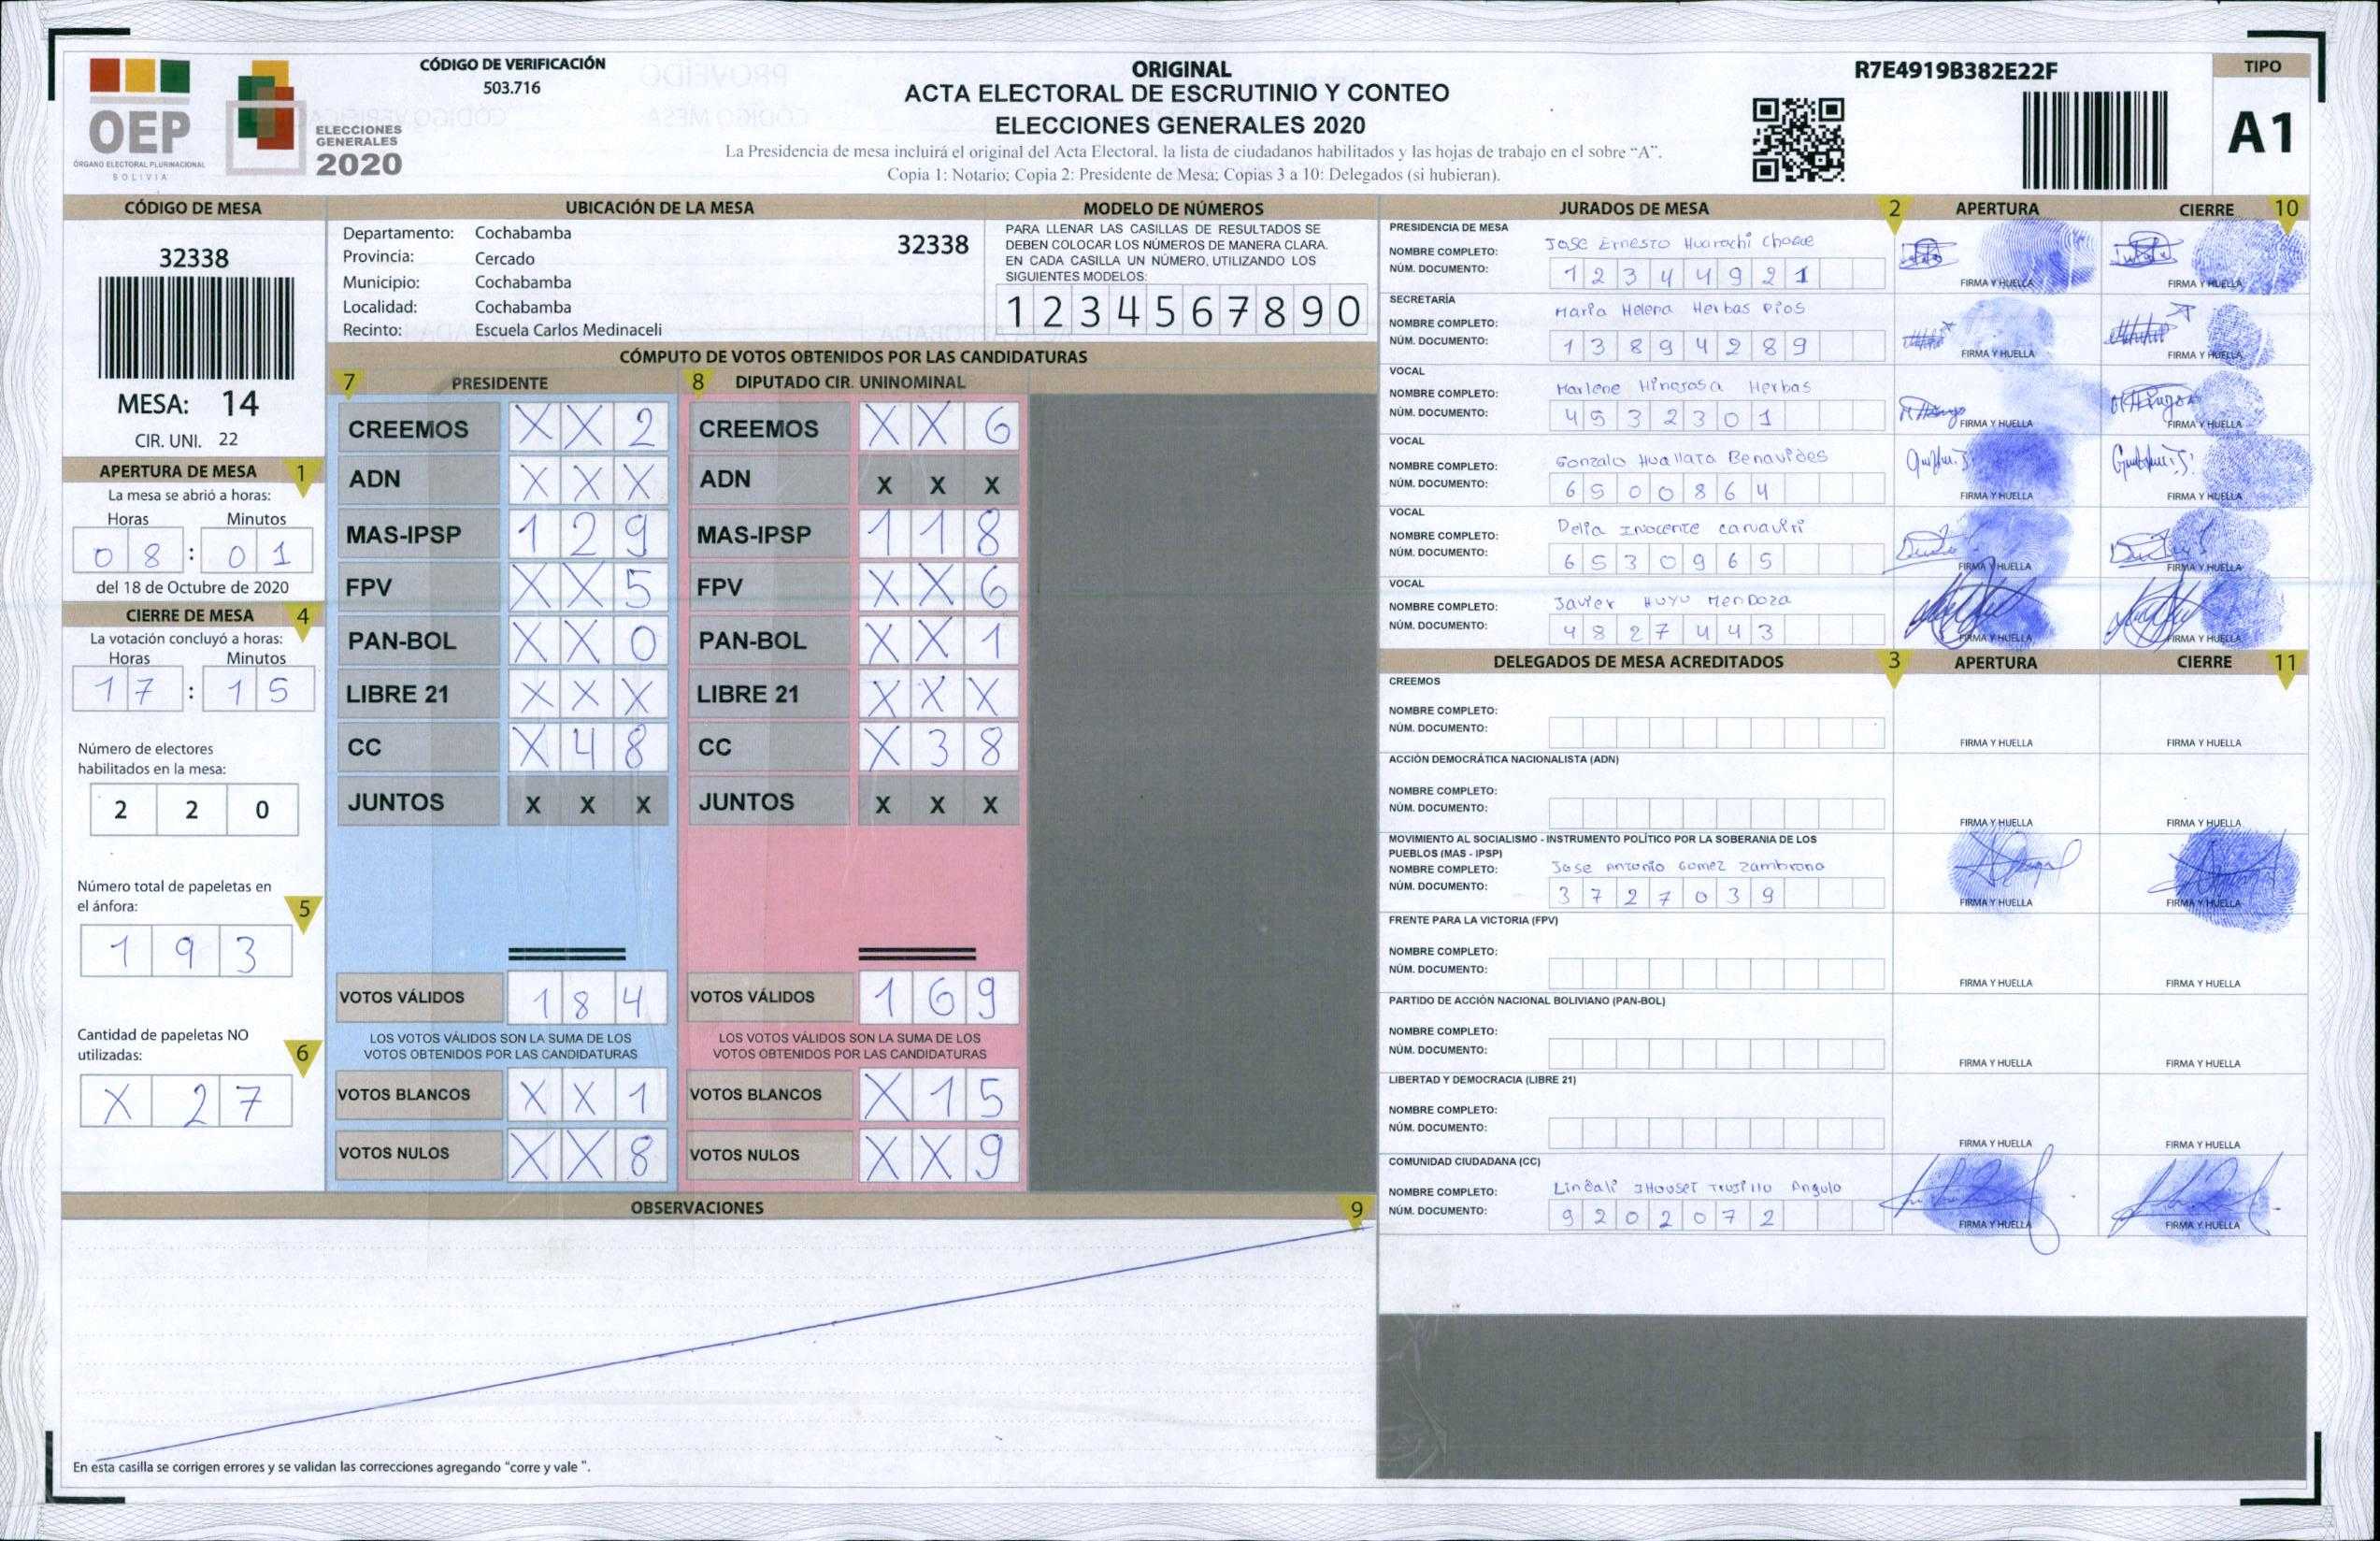 OEP
ÓRGANO ELECTORAL PLURINACIONAL
BOLIVIA
ELECCIONES
GENERALES
2020
CÓDIGO DE VERIFICACIÓN
503.716
ORIGINAL
ACTA ELECTORAL DE ESCRUTINIO Y CONTEO
ELECCIONES GENERALES 2020
La Presidencia de mesa incluirá el original del Acta Electoral, la lista de ciudadanos habilitados y las hojas de trabajo en el sobre "A".
Copia 1: Notario; Copia 2: Presidente de Mesa; Copias 3 a 10: Delegados (si hubieran).
R7E4919B382E22F
TIPO
A1
CÓDIGO DE MESA
32338
MESA: 14
CIR. UNI. 22
APERTURA DE MESA 1
La mesa se abrió a horas:
Horas Minutos
0 8 : 0 1
del 18 de Octubre de 2020
CIERRE DE MESA 4
La votación concluyó a horas:
Horas Minutos
1 7 : 1 5
Número de electores
habilitados en la mesa:
2 2 0
Número total de papeletas en
el ánfora: 5
1 9 3
Cantidad de papeletas NO
utilizadas: 6
X 2 7
UBICACIÓN DE LA MESA
Departamento: Cochabamba
Provincia: Cercado
Municipio: Cochabamba
Localidad: Cochabamba
Recinto: Escuela Carlos Medinaceli
32338
MODELO DE NÚMEROS
PARA LLENAR LAS CASILLAS DE RESULTADOS SE
DEBEN COLOCAR LOS NÚMEROS DE MANERA CLARA.
EN CADA CASILLA UN NÚMERO, UTILIZANDO LOS
SIGUIENTES MODELOS:
1 2 3 4 5 6 7 8 9 0
CÓMPUTO DE VOTOS OBTENIDOS POR LAS CANDIDATURAS
7 PRESIDENTE 8 DIPUTADO CIR. UNINOMINAL
CREEMOS X X 2 CREEMOS X X 6
ADN X X X ADN X X X
MAS-IPSP 1 2 9 MAS-IPSP 1 1 8
FPV X X 5 FPV X X 6
PAN-BOL X X 0 PAN-BOL X X 1
LIBRE 21 X X X LIBRE 21 X X X
CC X 4 8 CC X 3 8
JUNTOS X X X JUNTOS X X X
VOTOS VÁLIDOS 1 8 4 VOTOS VÁLIDOS 1 6 9
LOS VOTOS VÁLIDOS SON LA SUMA DE LOS LOS VOTOS VÁLIDOS SON LA SUMA DE LOS
VOTOS OBTENIDOS POR LAS CANDIDATURAS VOTOS OBTENIDOS POR LAS CANDIDATURAS
VOTOS BLANCOS X X 1 VOTOS BLANCOS X 1 5
VOTOS NULOS X X 8 VOTOS NULOS X X 9
OBSERVACIONES 9
En esta casilla se corrigen errores y se validan las correcciones agregando "corre y vale ".
JURADOS DE MESA 2 APERTURA CIERRE 10
PRESIDENCIA DE MESA
NOMBRE COMPLETO: Jose Ernesto Huarachi Choque
NÚM. DOCUMENTO: 1 2 3 4 4 9 2 1
FIRMA Y HUELLA FIRMA Y HUELLA
SECRETARÍA
NOMBRE COMPLETO: Maria Helena Herbas Rios
NÚM. DOCUMENTO: 1 3 8 9 4 2 8 9
FIRMA Y HUELLA FIRMA Y HUELLA
VOCAL
NOMBRE COMPLETO: Marlene Hinojosa Herbas
NÚM. DOCUMENTO: 4 5 3 2 3 0 1
FIRMA Y HUELLA FIRMA Y HUELLA
VOCAL
NOMBRE COMPLETO: Gonzalo Huallata Benavides
NÚM. DOCUMENTO: 6 5 0 0 8 6 4
FIRMA Y HUELLA FIRMA Y HUELLA
VOCAL
NOMBRE COMPLETO: Delia Inocente Canaviri
NÚM. DOCUMENTO: 6 5 3 0 9 6 5
FIRMA Y HUELLA FIRMA Y HUELLA
VOCAL
NOMBRE COMPLETO: Javier Huyu Mendoza
NÚM. DOCUMENTO: 4 8 2 7 4 4 3
FIRMA Y HUELLA FIRMA Y HUELLA
DELEGADOS DE MESA ACREDITADOS 3 APERTURA CIERRE 11
CREEMOS
NOMBRE COMPLETO:
NÚM. DOCUMENTO:
FIRMA Y HUELLA FIRMA Y HUELLA
ACCIÓN DEMOCRÁTICA NACIONALISTA (ADN)
NOMBRE COMPLETO:
NÚM. DOCUMENTO:
FIRMA Y HUELLA FIRMA Y HUELLA
MOVIMIENTO AL SOCIALISMO - INSTRUMENTO POLÍTICO POR LA SOBERANIA DE LOS
PUEBLOS (MAS - IPSP)
NOMBRE COMPLETO: Jose Antonio Gomez Zambrana
NÚM. DOCUMENTO: 3 7 2 7 0 3 9
FIRMA Y HUELLA FIRMA Y HUELLA
FRENTE PARA LA VICTORIA (FPV)
NOMBRE COMPLETO:
NÚM. DOCUMENTO:
FIRMA Y HUELLA FIRMA Y HUELLA
PARTIDO DE ACCIÓN NACIONAL BOLIVIANO (PAN-BOL)
NOMBRE COMPLETO:
NÚM. DOCUMENTO:
FIRMA Y HUELLA FIRMA Y HUELLA
LIBERTAD Y DEMOCRACIA (LIBRE 21)
NOMBRE COMPLETO:
NÚM. DOCUMENTO:
FIRMA Y HUELLA FIRMA Y HUELLA
COMUNIDAD CIUDADANA (CC)
NOMBRE COMPLETO: Lindali Jhouset Trujillo Angulo
NÚM. DOCUMENTO: 9 2 0 2 0 7 2
FIRMA Y HUELLA FIRMA Y HUELLA